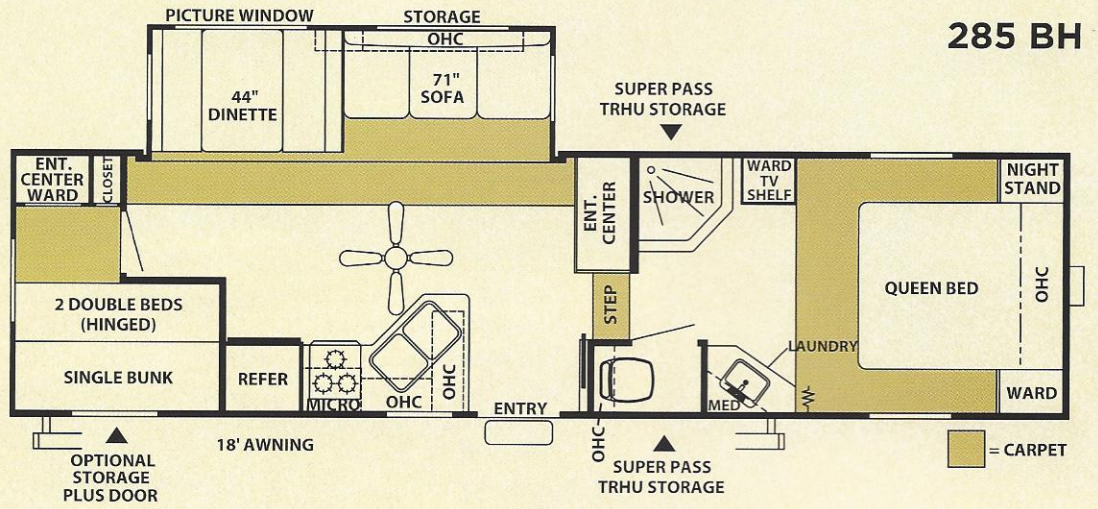 PICTURE WINDOW
STORAGE
285 BH
OHC
44"
DINETTE
71"
SOFA
SUPER PASS
TRHU STORAGE
ENT.
CENTER
WARD
CLOSET
ENT.
CENTER
SHOWER
WARD
TV
SHELF
NIGHT
STAND
2 DOUBLE BEDS
(HINGED)
STEP
QUEEN BED
OHC
LAUNDRY
SINGLE BUNK
REFER
MICRO
OHC
OHC
MED
WARD
ENTRY
OHC
18' AWNING
OPTIONAL
STORAGE
PLUS DOOR
SUPER PASS
TRHU STORAGE
= CARPET